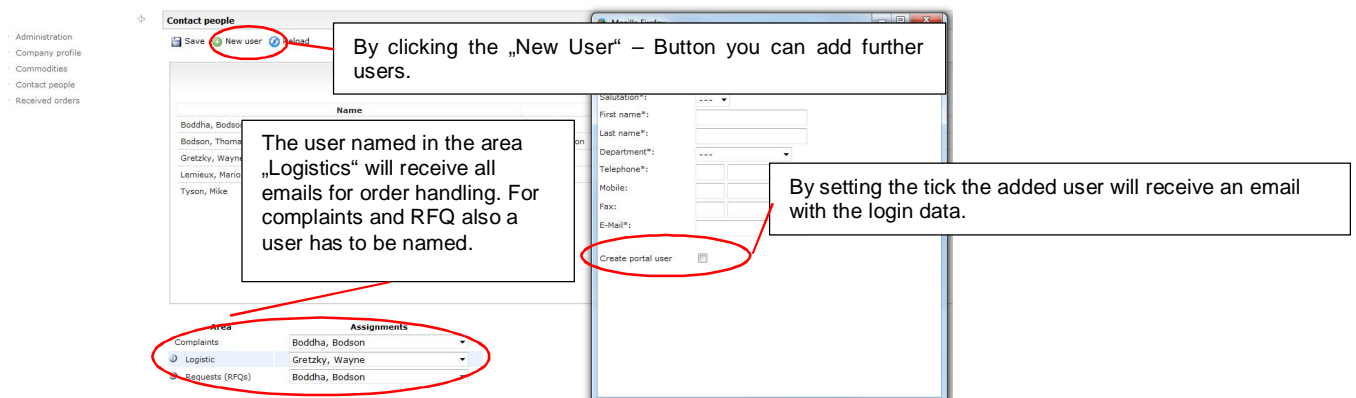 Administration
Company profile
Commodities
Contact people
Received orders
Contact people
Save New user Reload
Name
Boddha, Bodson
Bodson, Thoma
Gretzky, Wayne
Lemieux, Mario
Tyson, Mike
By clicking the „New User“ – Button you can add further
users.
The user named in the area
„Logistics“ will receive all
emails for order handling. For
complaints and RFQ also a
user has to be named.
Area Assignments
Complaints Boddha, Bodson
Logistic Gretzky, Wayne
Requests (RFQs) Boddha, Bodson
Mozilla Firefox
Salutation*: ---
First name*:
Last name*:
Department*: ---
Telephone*:
Mobile:
Fax:
E-Mail*:
Create portal user
By setting the tick the added user will receive an email
with the login data.